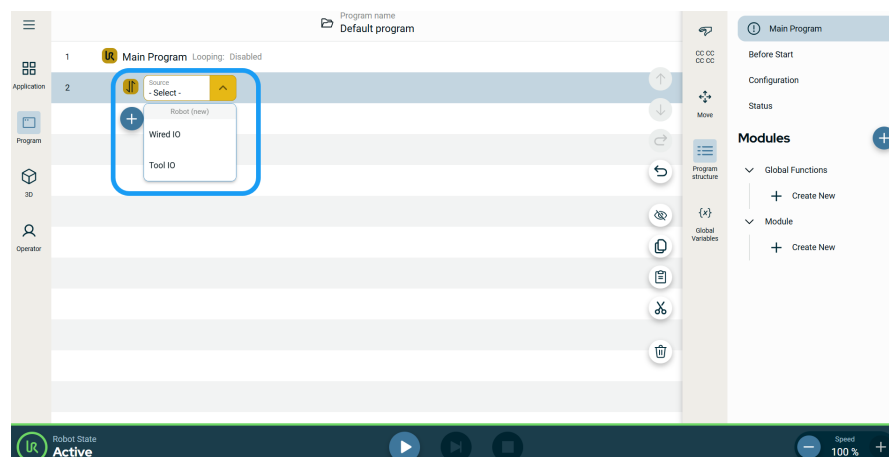 Program name
Default program
Application
Program
3D
Operator
1 Main Program Looping: Disabled
2 Source
- Select -
Robot (new)
Wired IO
Tool IO
CC CC
CC CC
Move
Program
structure
{x}
Global
Variables
Main Program
Before Start
Configuration
Status
Modules
Global Functions
Create New
Module
Create New
Robot State
Active
Speed
100 %